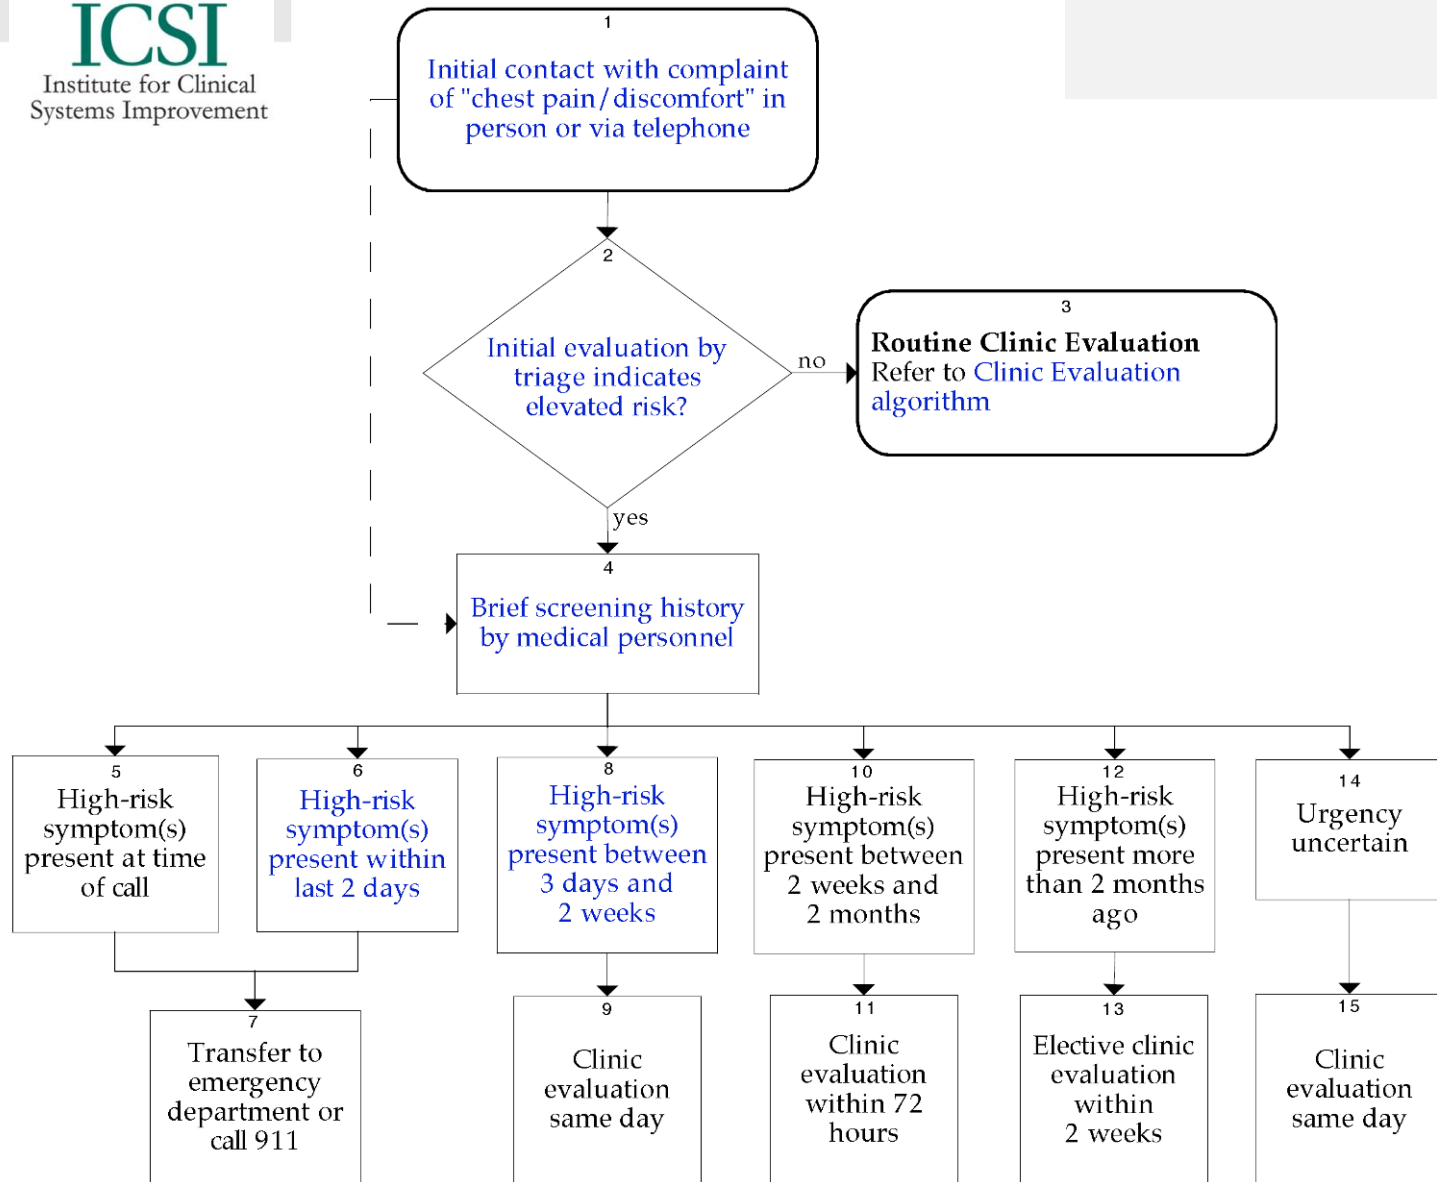 ICSI
Institute for Clinical
Systems Improvement
1
Initial contact with complaint
of "chest pain/discomfort" in
person or via telephone
2
Initial evaluation by
triage indicates
elevated risk?
no
3
Routine Clinic Evaluation
Refer to Clinic Evaluation
algorithm
yes
4
Brief screening history
by medical personnel
5
High-risk
symptom(s)
present at time
of call
6
High-risk
symptom(s)
present within
last 2 days
8
High-risk
symptom(s)
present between
3 days and
2 weeks
10
High-risk
symptom(s)
present between
2 weeks and
2 months
12
High-risk
symptom(s)
present more
than 2 months
ago
14
Urgency
uncertain
7
Transfer to
emergency
department or
call 911
9
Clinic
evaluation
same day
11
Clinic
evaluation
within 72
hours
13
Elective clinic
evaluation
within
2 weeks
15
Clinic
evaluation
same day